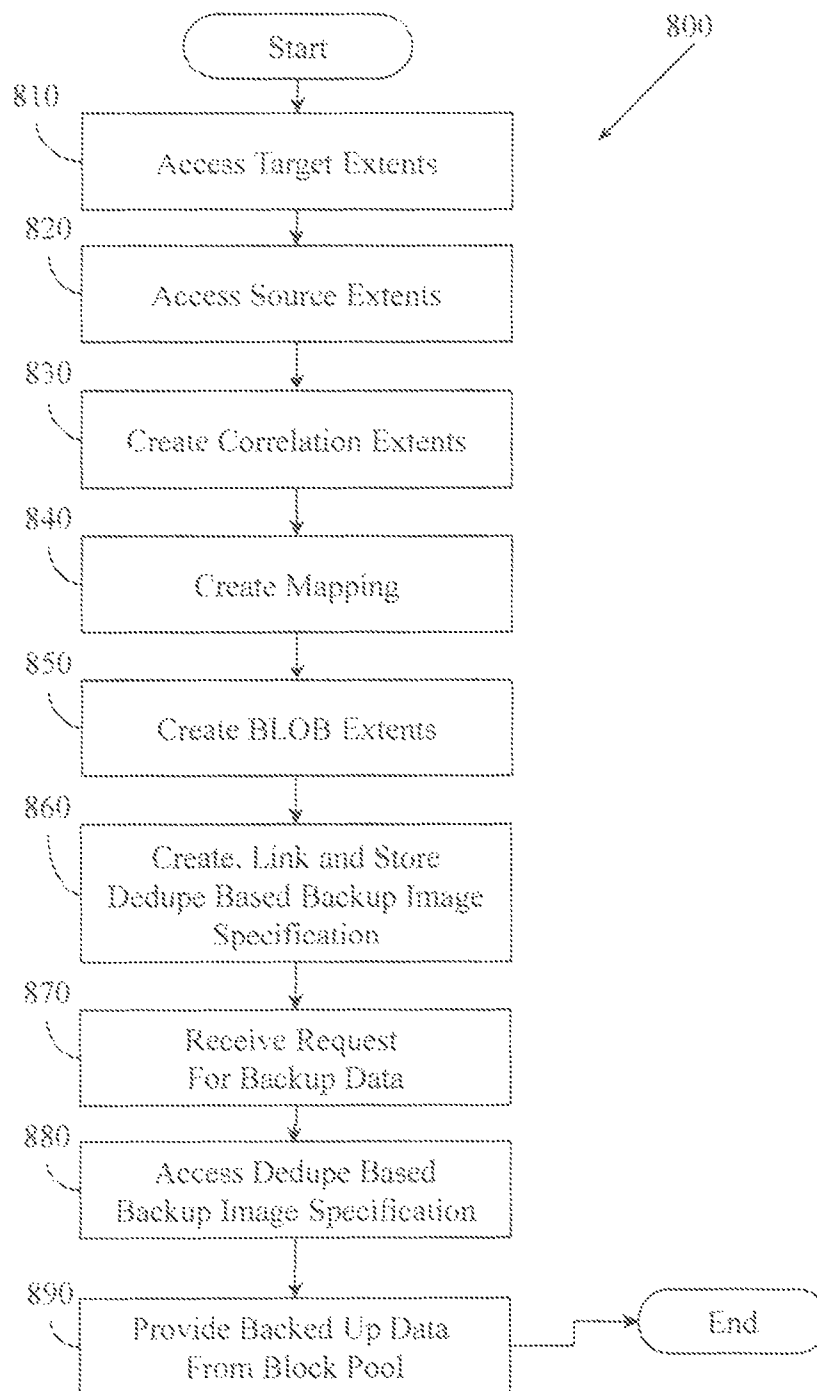 Start
800
810
Access Target Extents
820
Access Source Extents
830
Create Correlation Extents
840
Create Mapping
850
Create BLOB Extents
860
Create, Link and Store
Dedupe Based Backup Image
Specification
870
Receive Request
For Backup Data
880
Access Dedupe Based
Backup Image Specification
890
Provide Backed Up Data
From Block Pool
End